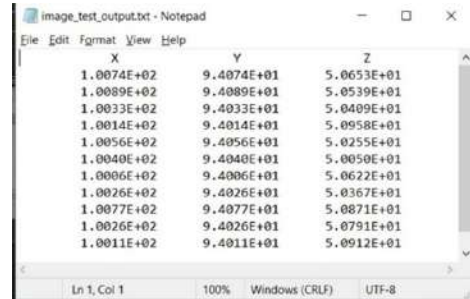 image_test_output.txt - Notepad
File Edit Format View Help
X Y Z
1.0074E+02 9.4074E+01 5.0653E+01
1.0089E+02 9.4089E+01 5.0539E+01
1.0033E+02 9.4033E+01 5.0409E+01
1.0014E+02 9.4014E+01 5.0958E+01
1.0056E+02 9.4056E+01 5.0255E+01
1.0040E+02 9.4040E+01 5.0050E+01
1.0006E+02 9.4006E+01 5.0622E+01
1.0026E+02 9.4026E+01 5.0367E+01
1.0077E+02 9.4077E+01 5.0871E+01
1.0026E+02 9.4026E+01 5.0791E+01
1.0011E+02 9.4011E+01 5.0912E+01
Ln 1, Col 1 100% Windows (CRLF) UTF-8